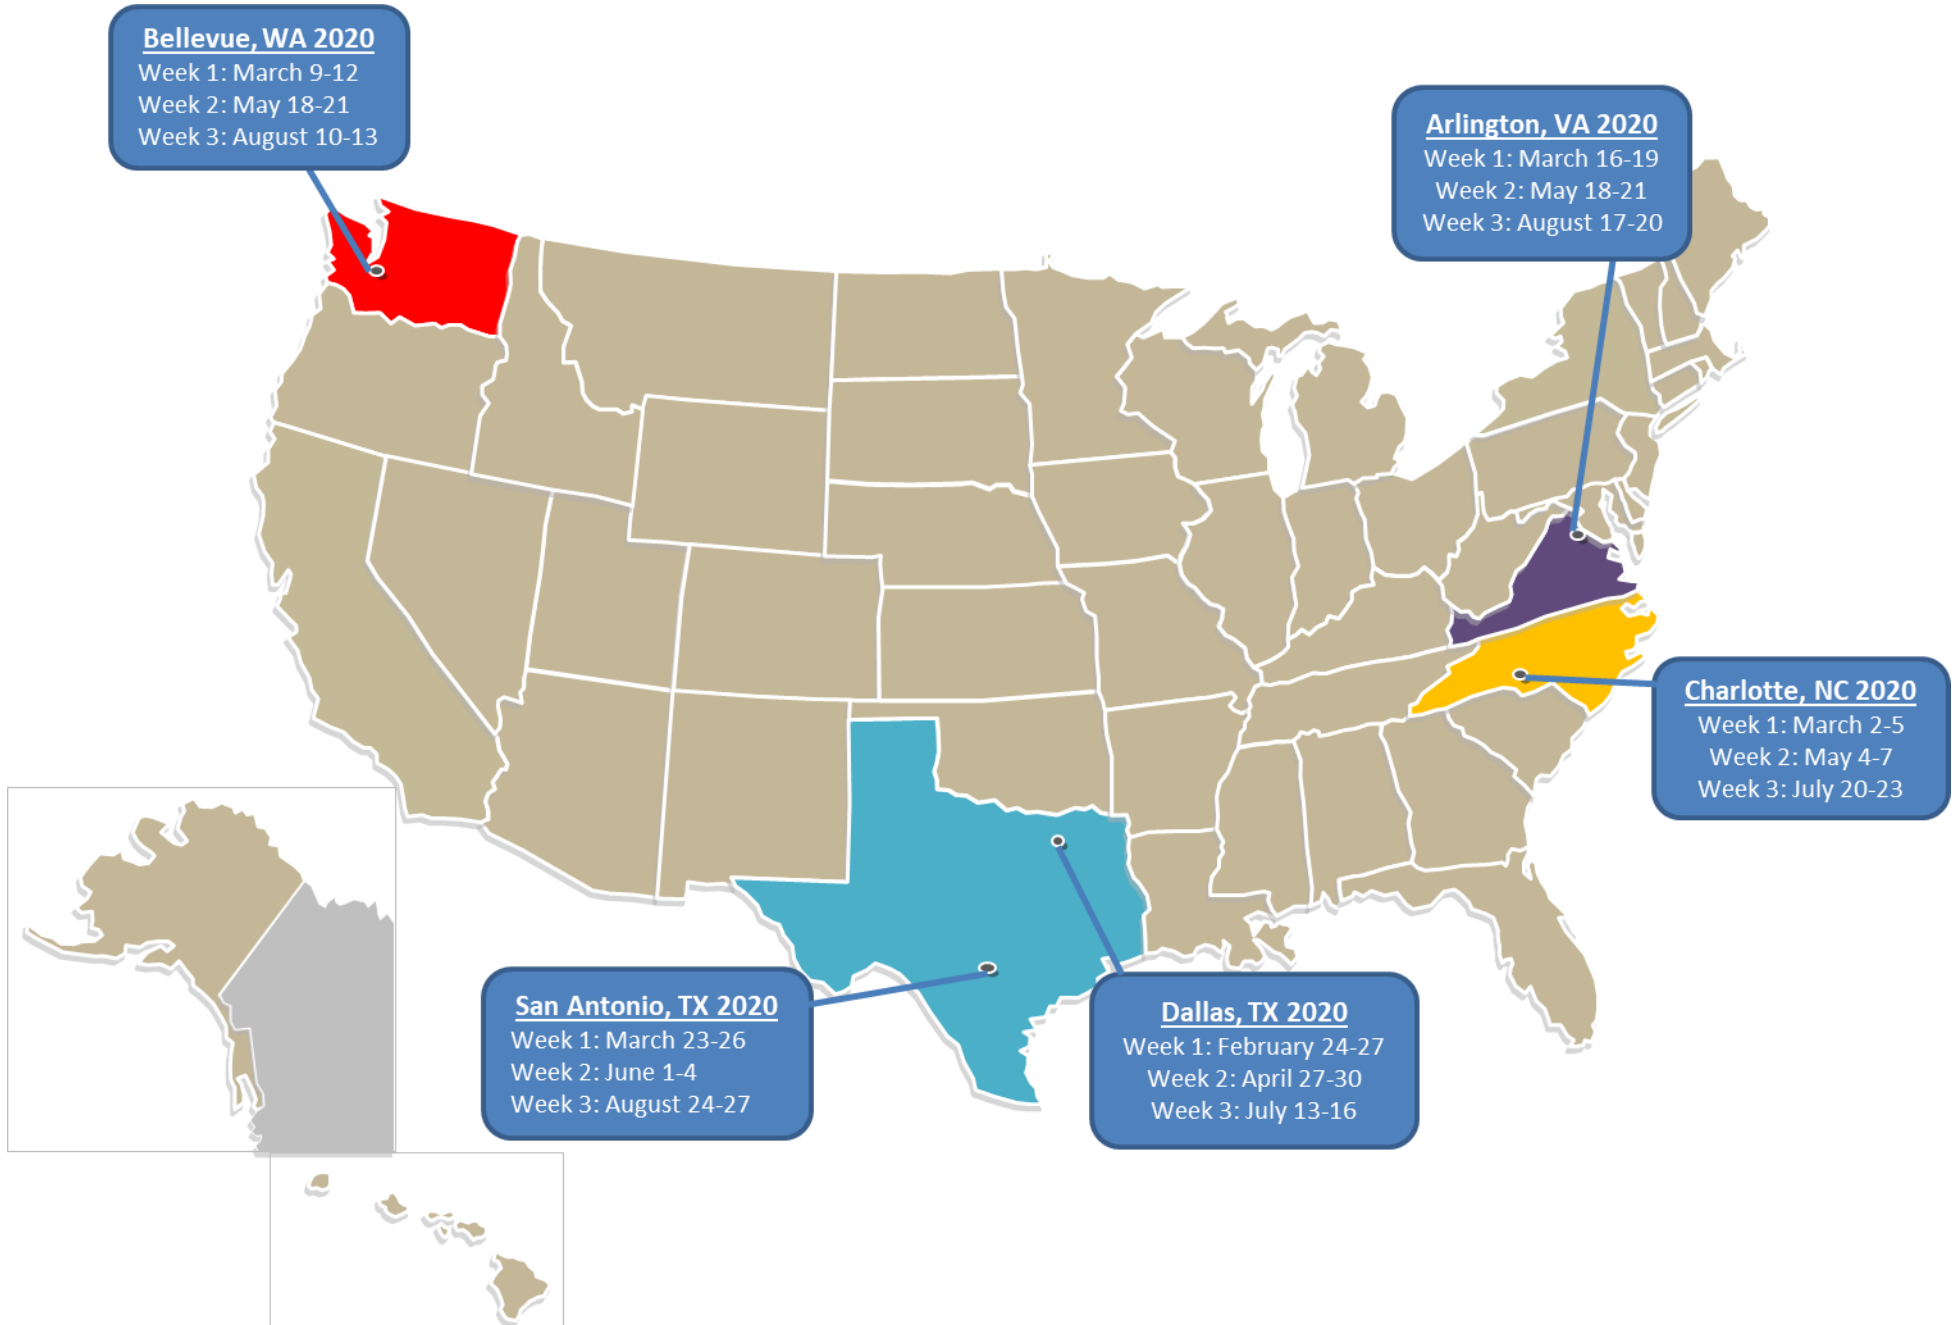 Bellevue, WA 2020
Week 1: March 9-12
Week 2: May 18-21
Week 3: August 10-13
Arlington, VA 2020
Week 1: March 16-19
Week 2: May 18-21
Week 3: August 17-20
Charlotte, NC 2020
Week 1: March 2-5
Week 2: May 4-7
Week 3: July 20-23
San Antonio, TX 2020
Week 1: March 23-26
Week 2: June 1-4
Week 3: August 24-27
Dallas, TX 2020
Week 1: February 24-27
Week 2: April 27-30
Week 3: July 13-16